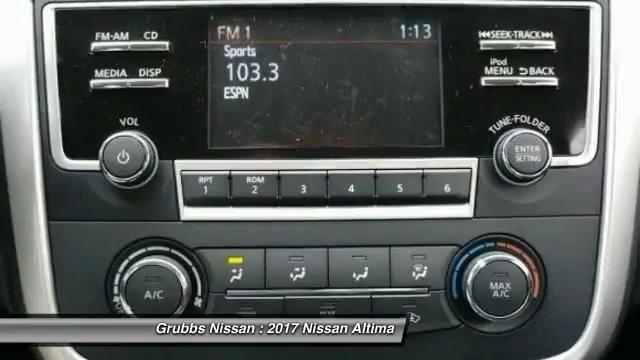 FM 1 1:13
FM·AM CD
Sports
SEEK·TRACK
103.3
iPod
MEDIA DISP
MENU BACK
ESPN
VOL
TUNE·FOLDER
ENTER
SETTING
RPT RDM
1 2 3 4 5 6
A/C
MAX
A/C
Grubbs Nissan : 2017 Nissan Altima